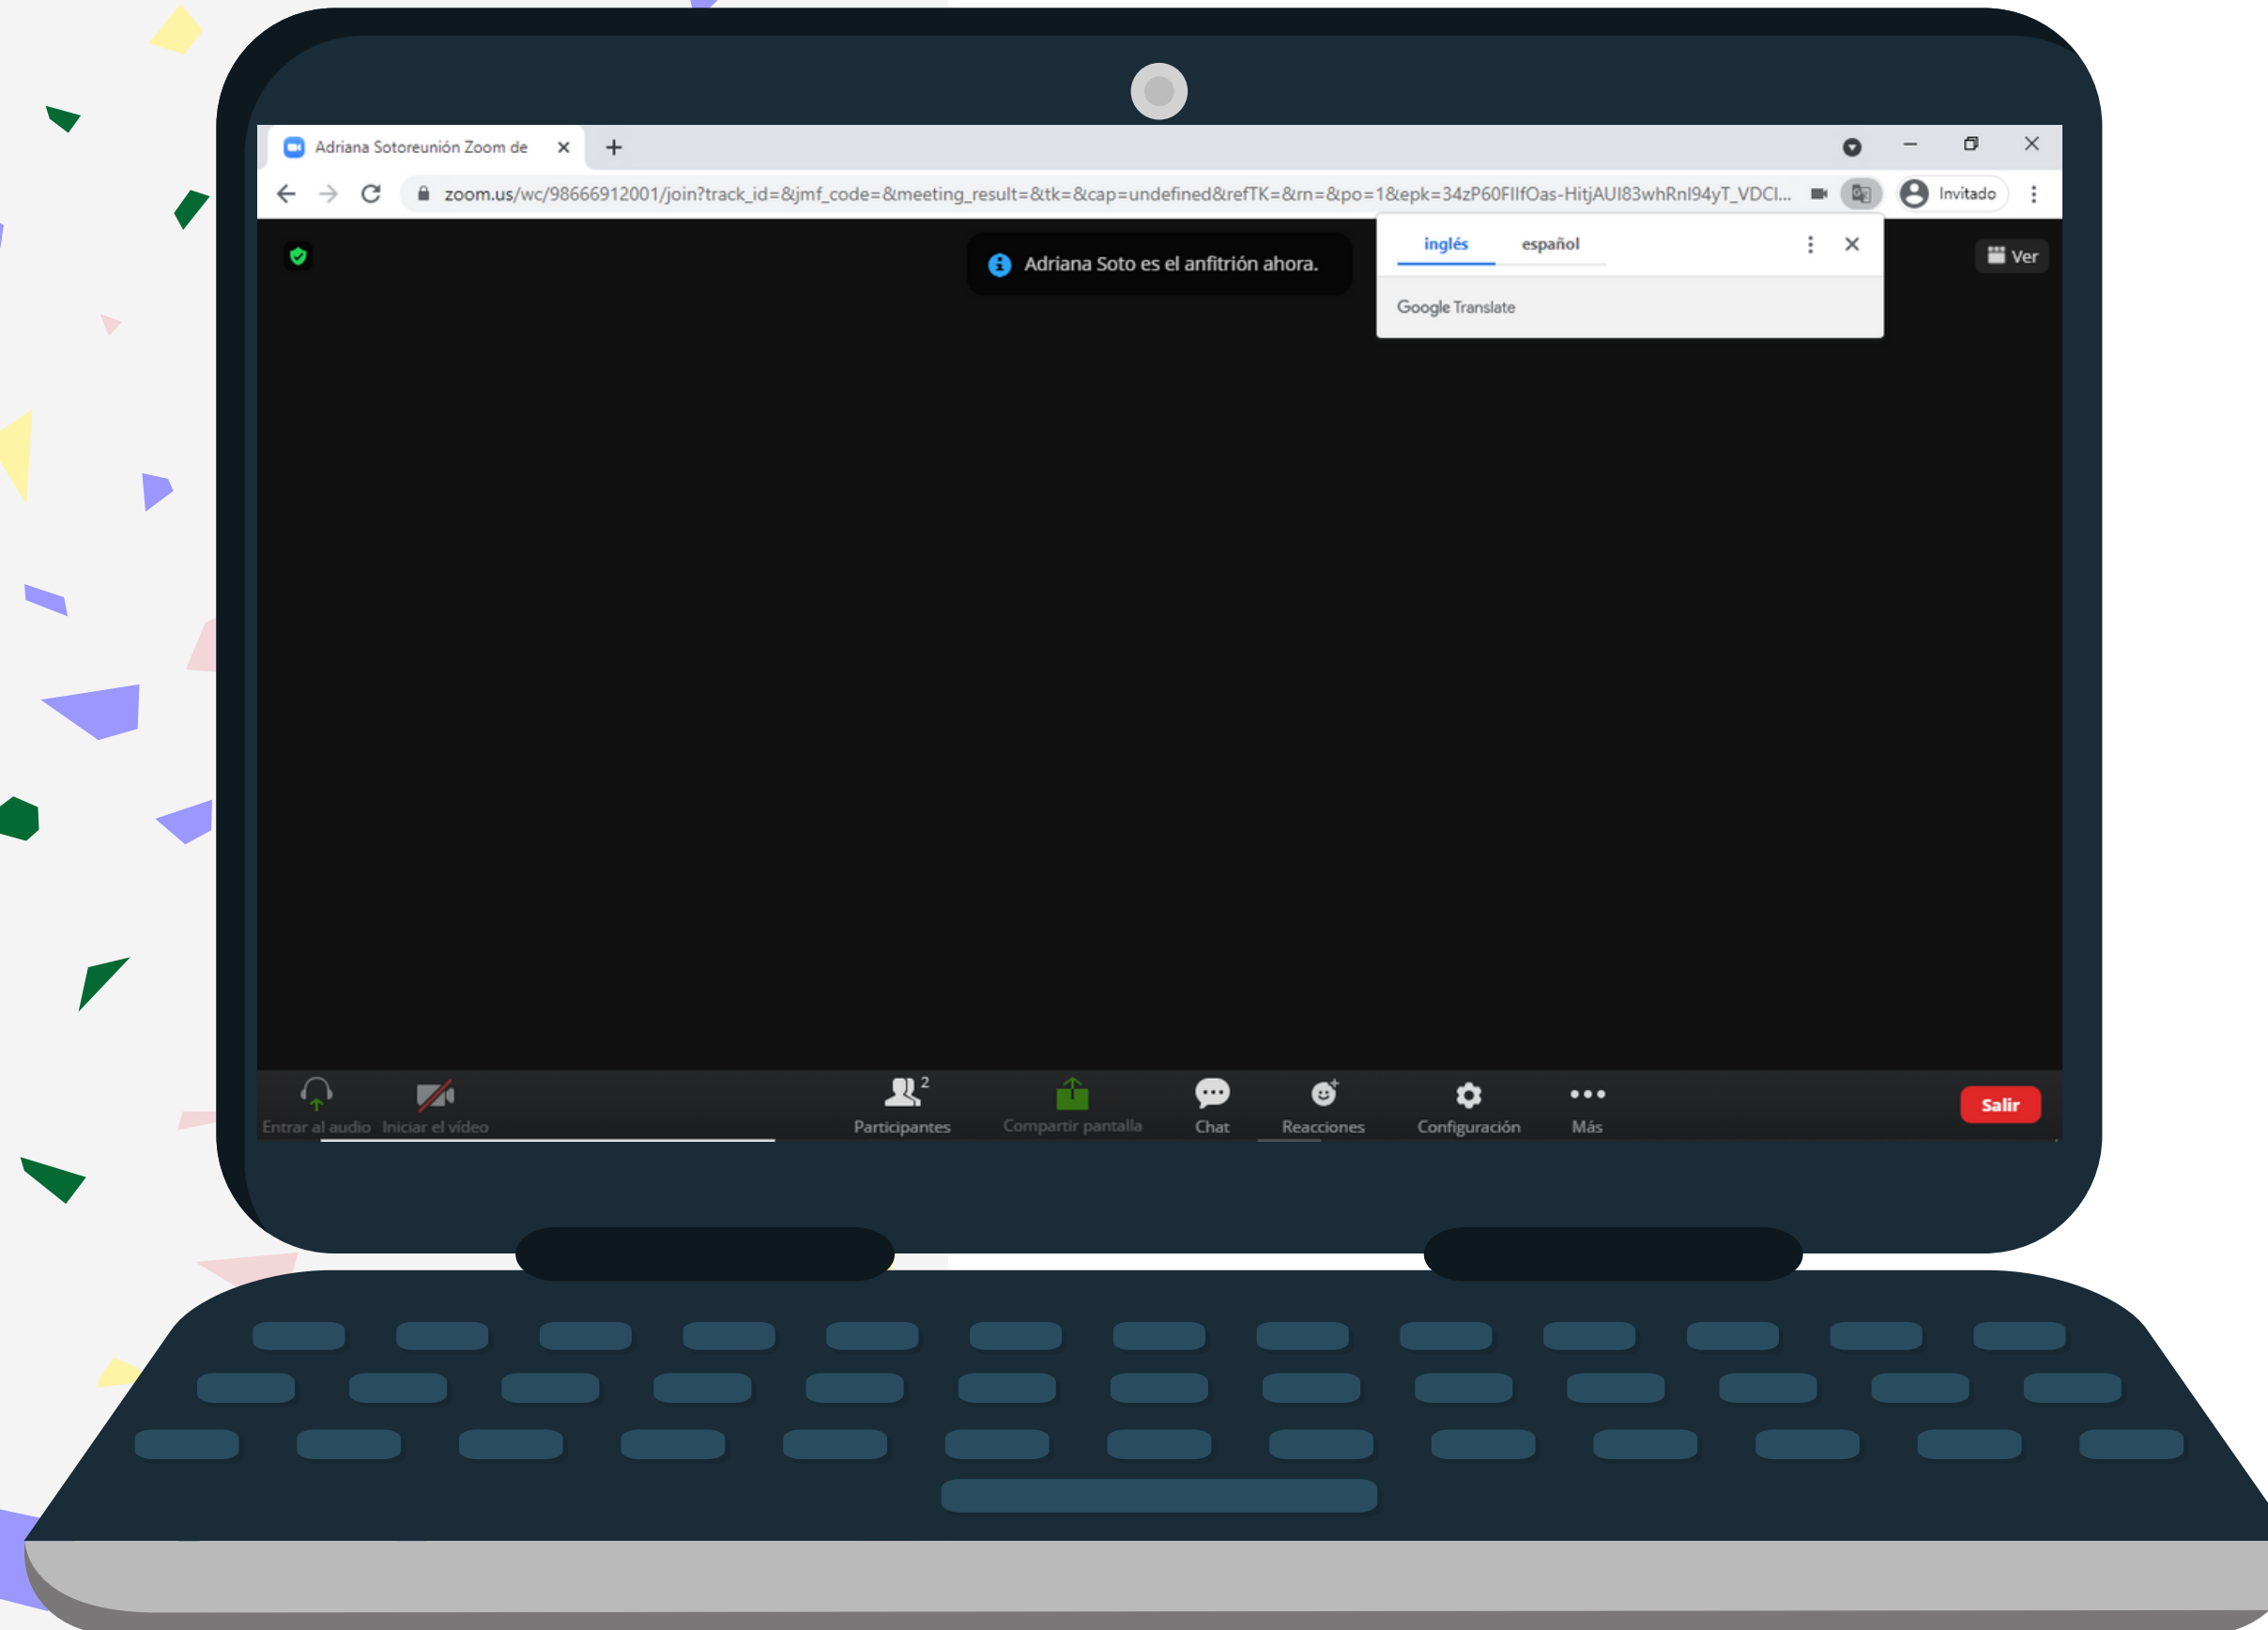 Adriana Sotoreunión Zoom de
zoom.us/wc/98666912001/join?track_id=&jmf_code=&meeting_result=&tk=&cap=undefined&refTK=&rn=&po=1&epk=34zP60FIlfOas-HitjAUI83whRnI94yT_VDCI...
Invitado
Adriana Soto es el anfitrión ahora.
inglés español
Google Translate
Ver
Entrar al audio Iniciar el vídeo Participantes 2 Compartir pantalla Chat Reacciones Configuración Más Salir